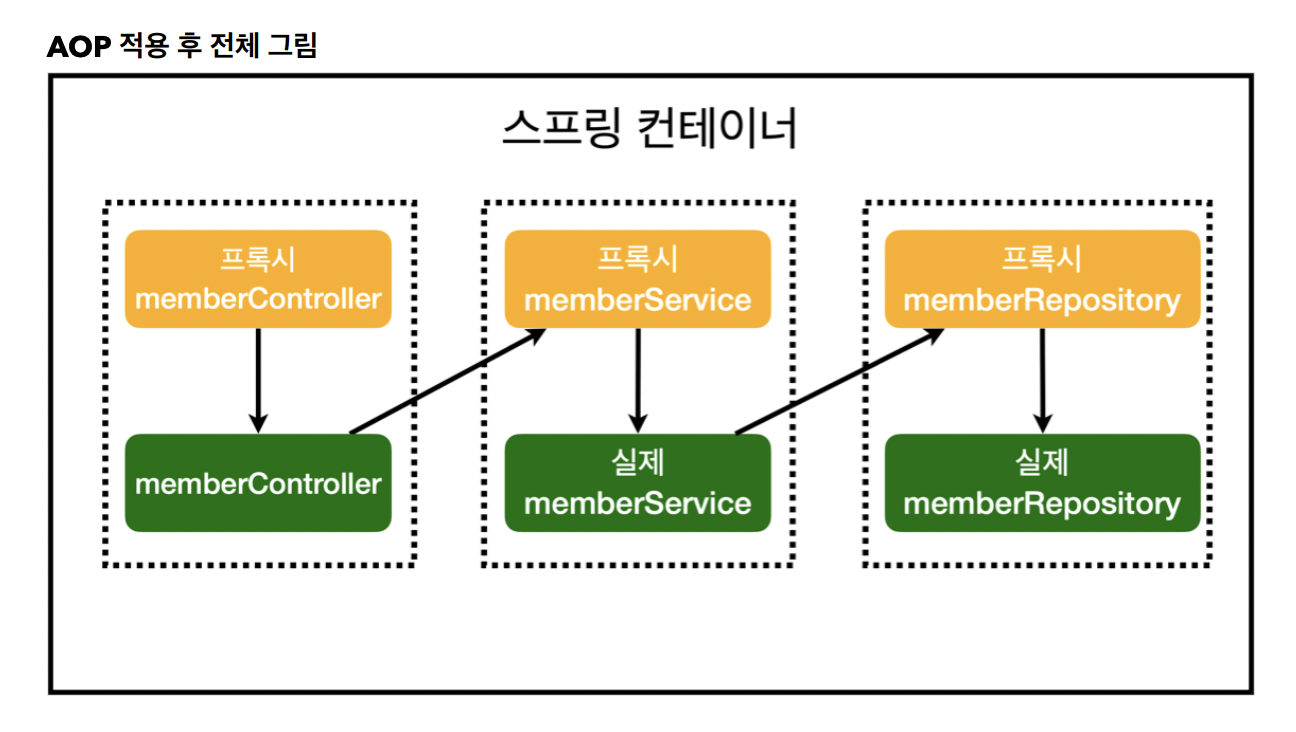 AOP 적용 후 전체 그림
스프링 컨테이너
프록시
memberController
프록시
memberService
프록시
memberRepository
memberController
실제
memberService
실제
memberRepository